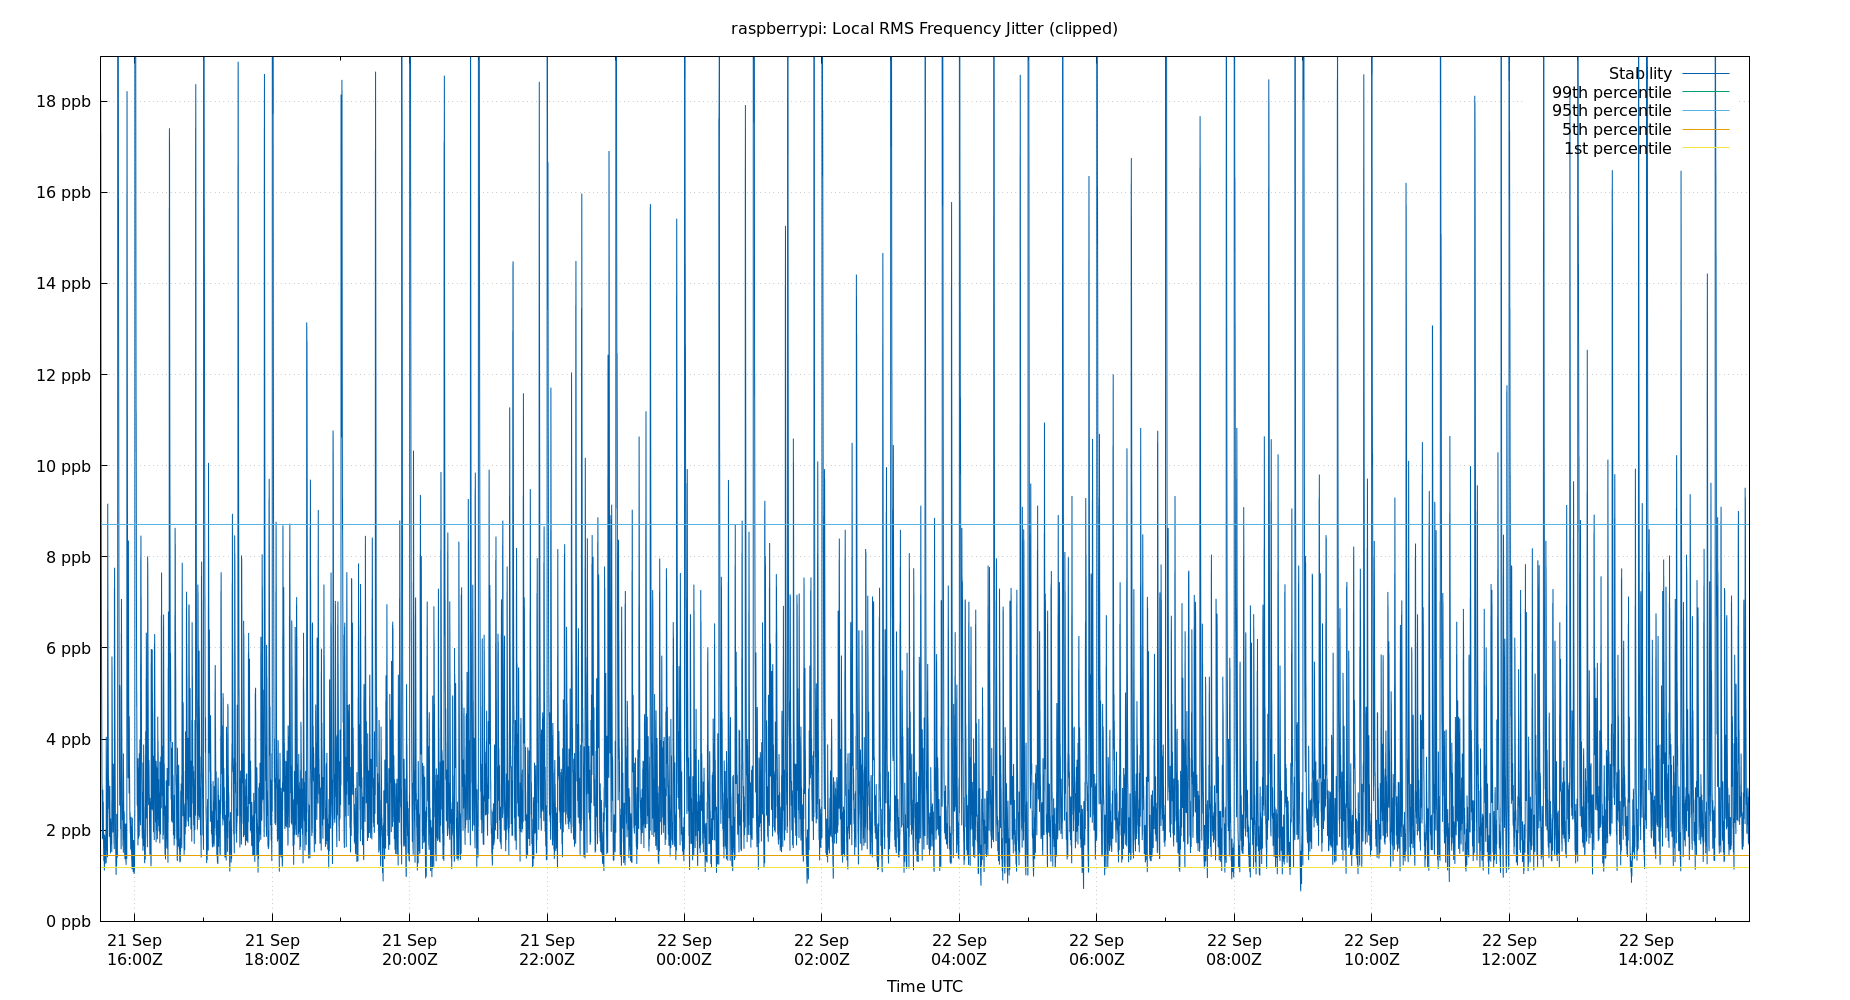 raspberrypi: Local RMS Frequency Jitter (clipped)
Stability
99th percentile
95th percentile
5th percentile
1st percentile
18 ppb
16 ppb
14 ppb
12 ppb
10 ppb
8 ppb
6 ppb
4 ppb
2 ppb
0 ppb
21 Sep 21 Sep 21 Sep 21 Sep 22 Sep 22 Sep 22 Sep 22 Sep 22 Sep 22 Sep 22 Sep 22 Sep
16:00Z 18:00Z 20:00Z 22:00Z 00:00Z 02:00Z 04:00Z 06:00Z 08:00Z 10:00Z 12:00Z 14:00Z
Time UTC